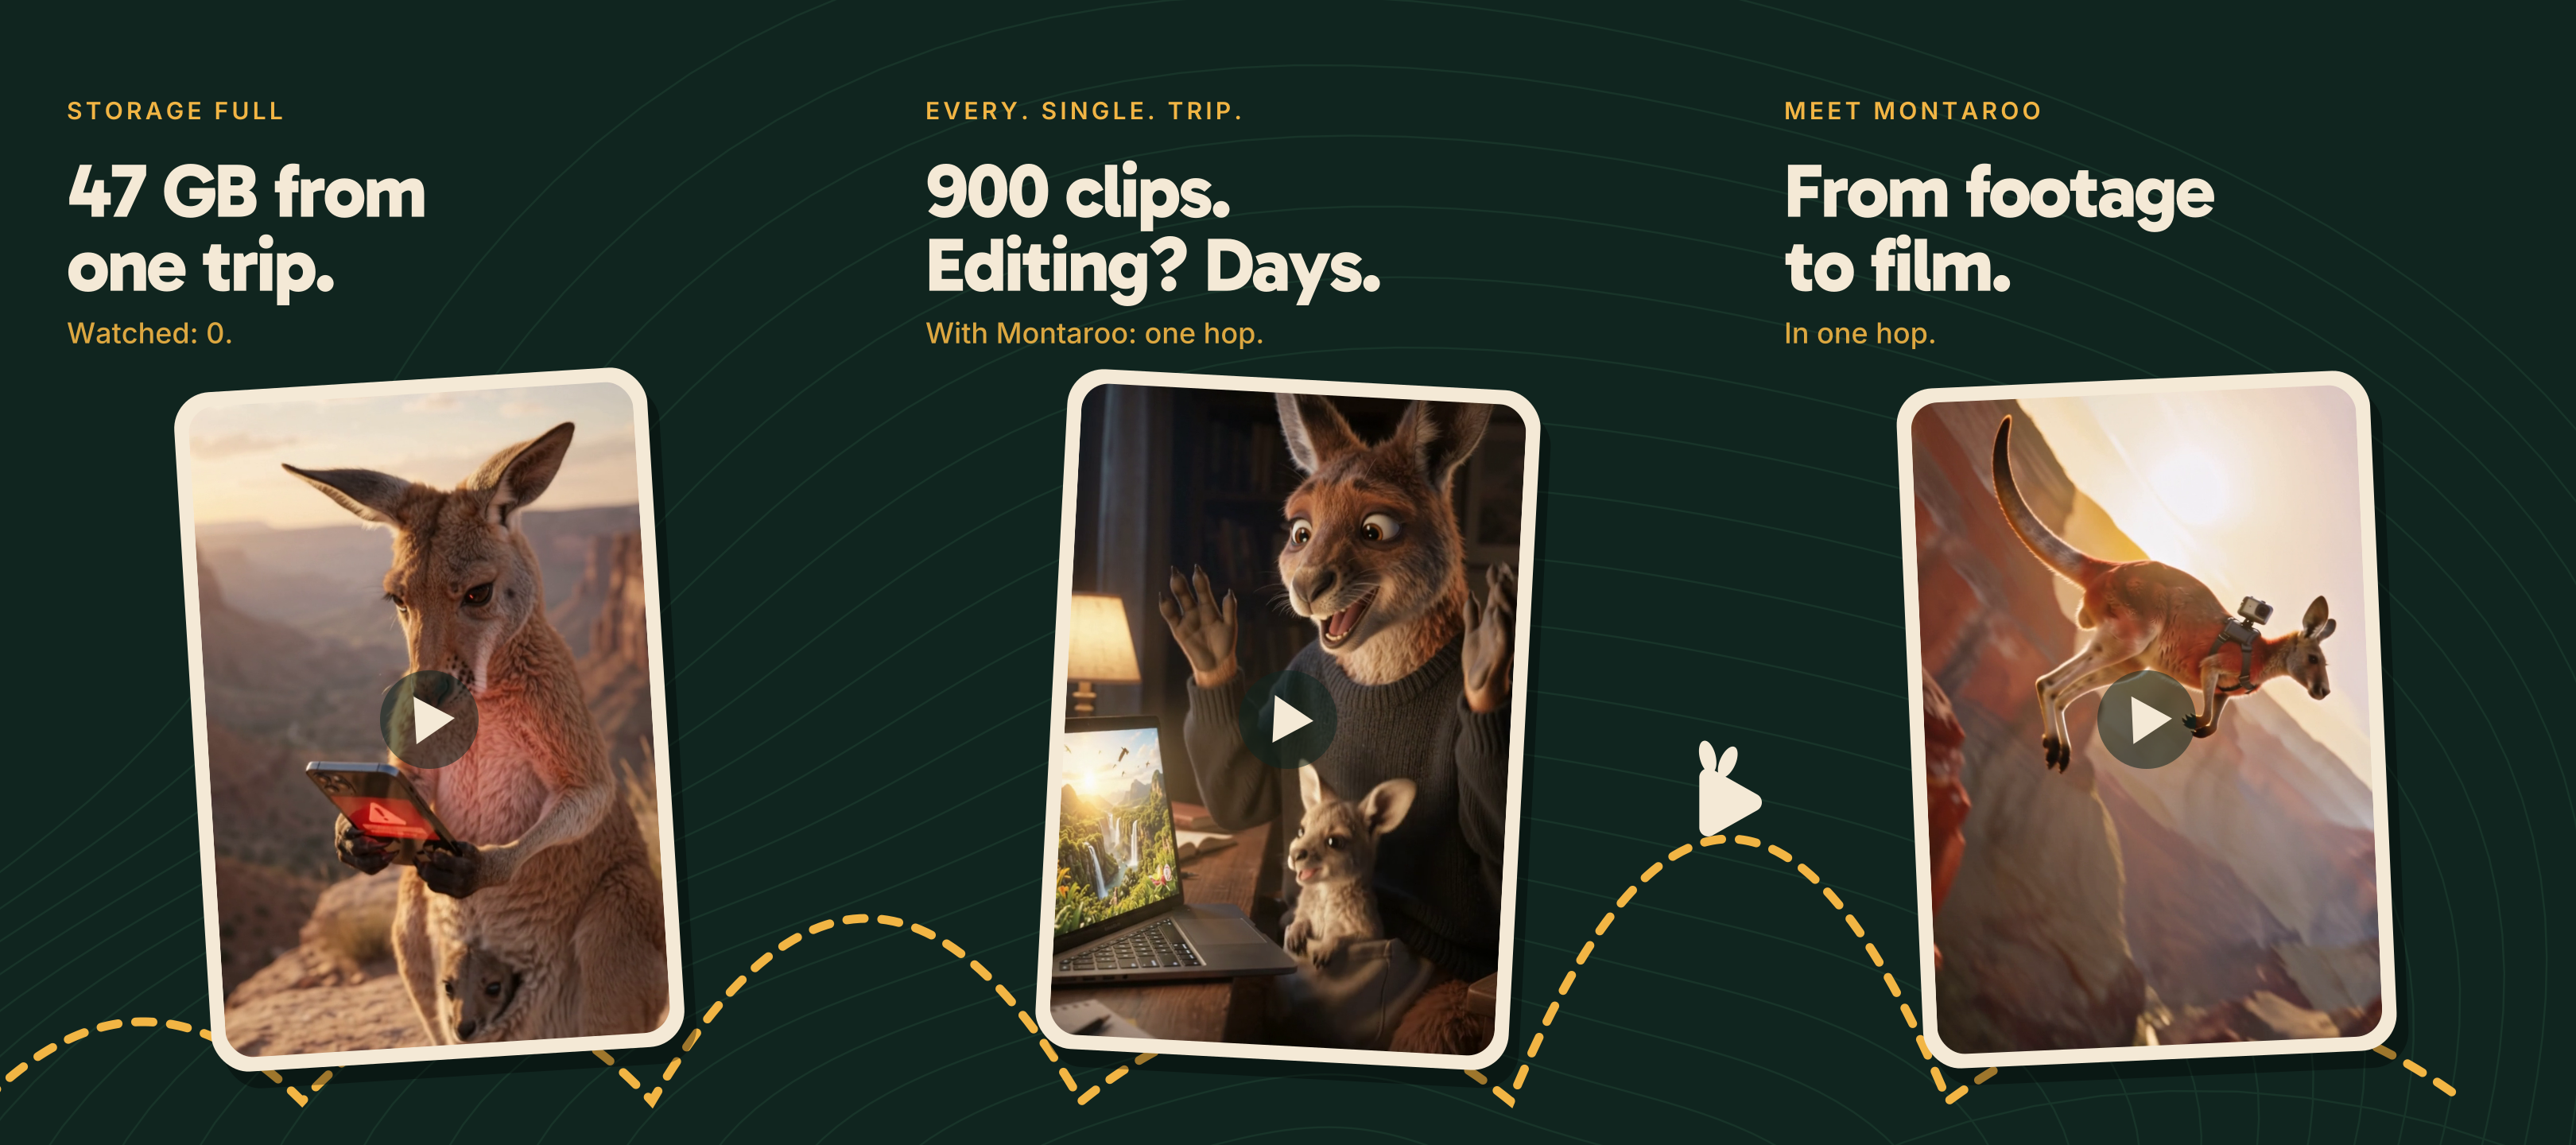 STORAGE FULL
47 GB from
one trip.
Watched: 0.
EVERY. SINGLE. TRIP.
900 clips.
Editing? Days.
With Montaroo: one hop.
MEET MONTAROO
From footage
to film.
In one hop.